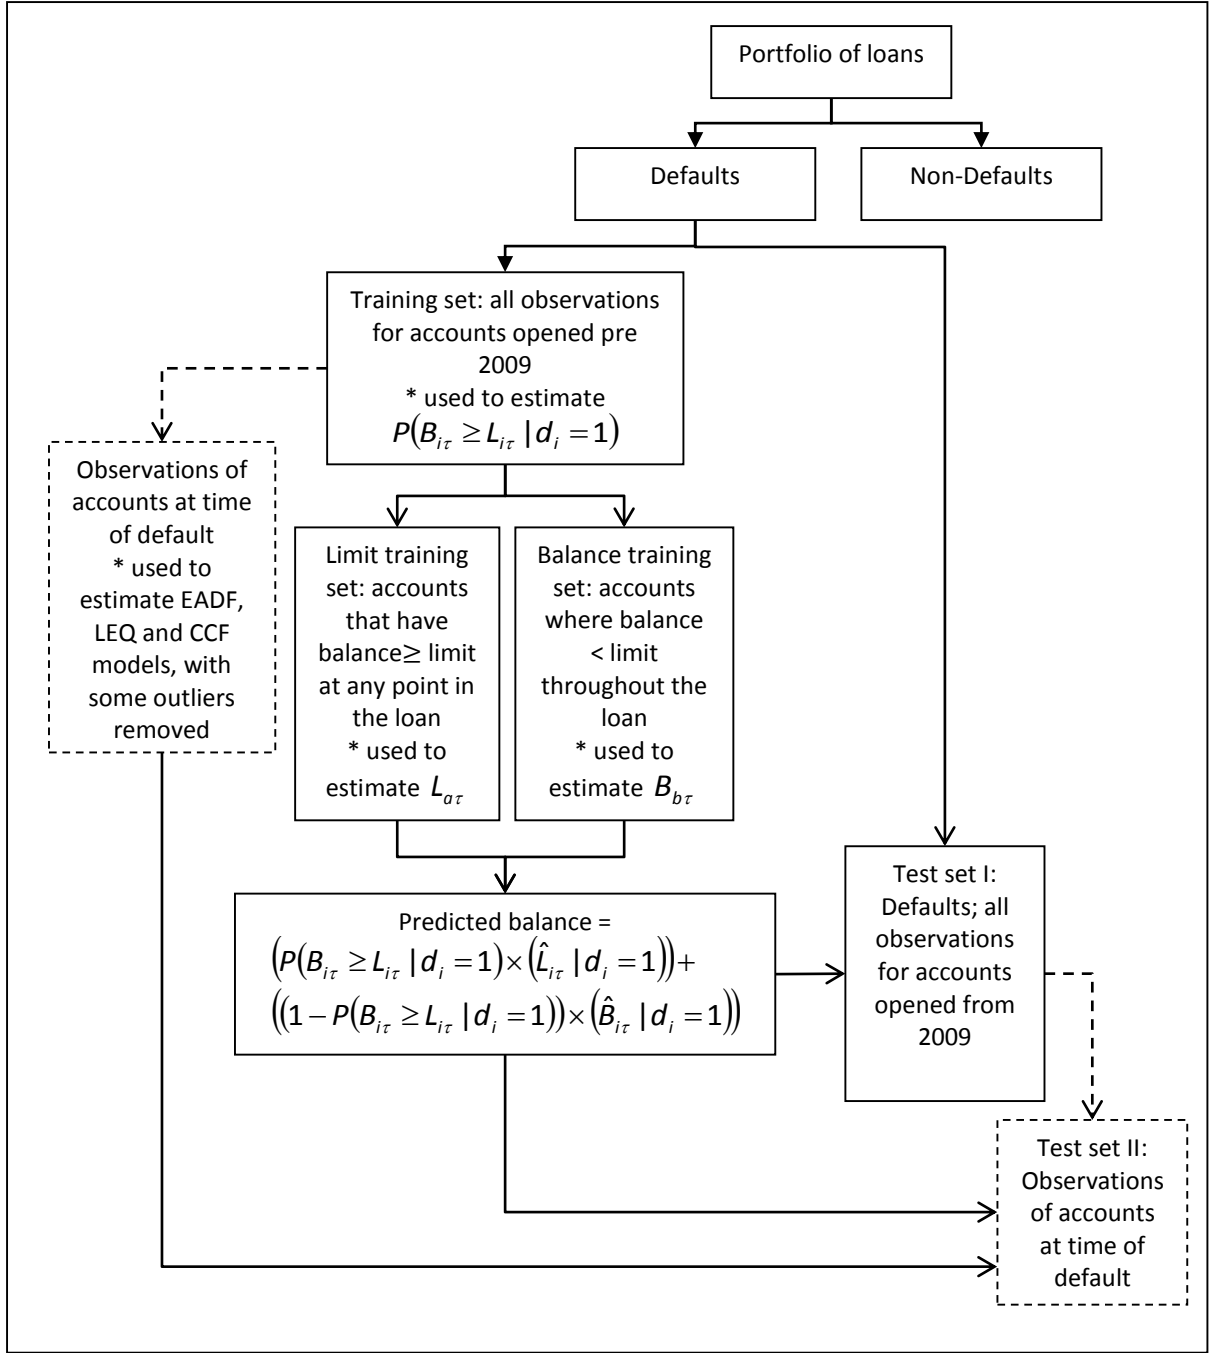 Portfolio of loans
Defaults
Non-Defaults
Training set: all observations
for accounts opened pre
2009
* used to estimate
P(B_{iτ} ≥ L_{iτ} | d_i = 1)
Observations of
accounts at time
of default
* used to
estimate EADF,
LEQ and CCF
models, with
some outliers
removed
Limit training
set: accounts
that have
balance≥ limit
at any point in
the loan
* used to
estimate L_{aτ}
Balance training
set: accounts
where balance
< limit
throughout the
loan
* used to
estimate B_{bτ}
Predicted balance =
(P(B_{iτ} ≥ L_{iτ} | d_i = 1) × (L̂_{iτ} | d_i = 1)) +
((1 − P(B_{iτ} ≥ L_{iτ} | d_i = 1)) × (B̂_{iτ} | d_i = 1))
Test set I:
Defaults; all
observations
for accounts
opened from
2009
Test set II:
Observations
of accounts
at time of
default